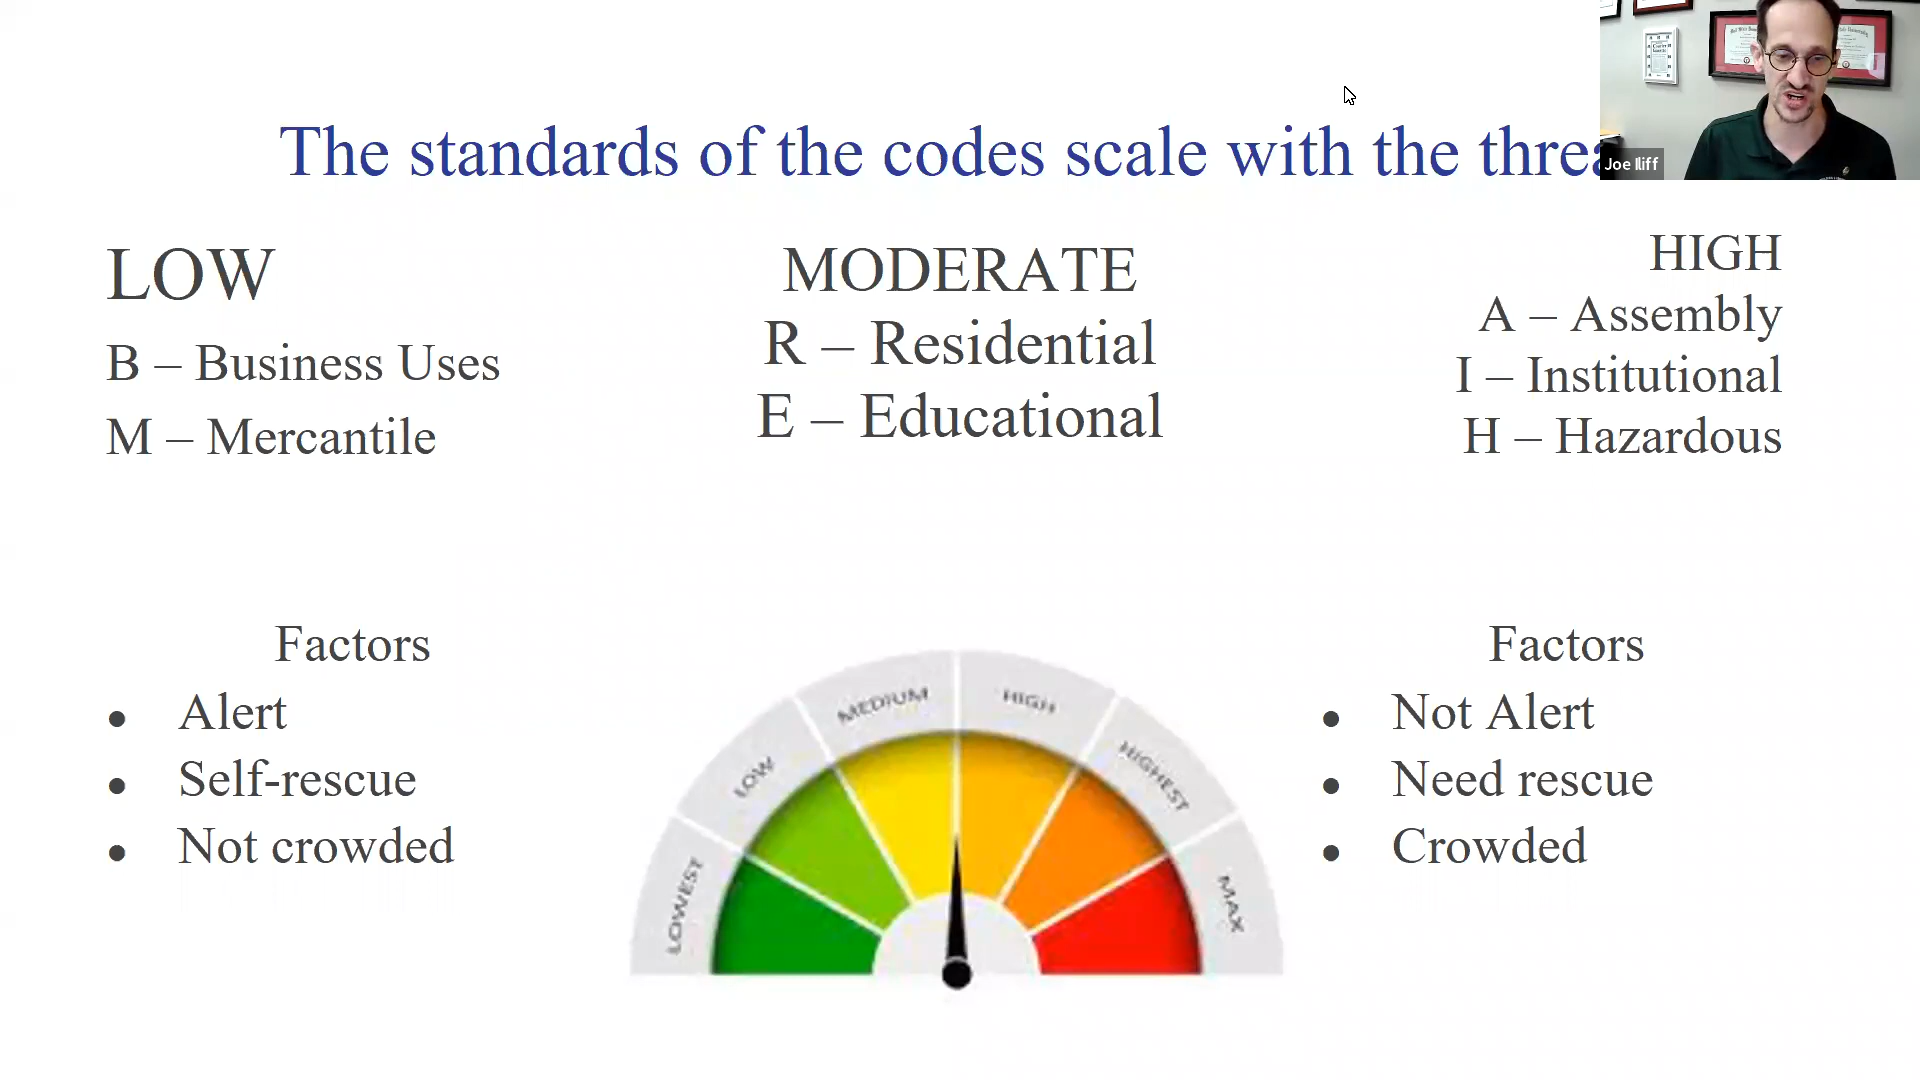 The standards of the codes scale with the threa
Joe Iliff
LOW
B – Business Uses
M – Mercantile
MODERATE
R – Residential
E – Educational
HIGH
A – Assembly
I – Institutional
H – Hazardous
Factors
• Alert
• Self-rescue
• Not crowded
LOWEST
LOW
MEDIUM
HIGH
HIGHEST
MAX
Factors
• Not Alert
• Need rescue
• Crowded